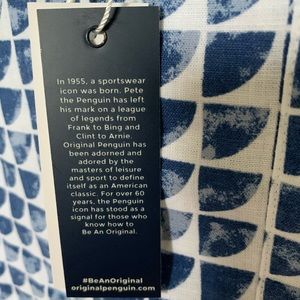 In 1955, a sportswear
icon was born. Pete
the Penguin has left
his mark on a league
of legends from
Frank to Bing and
Clint to Arnie.
Original Penguin has
been adorned and
adored by the
masters of leisure
and sport to define
itself as an American
classic. For over 60
years, the Penguin
icon has stood as a
signal for those who
know how to
Be An Original.
#BeAnOriginal
originalpenguin.com